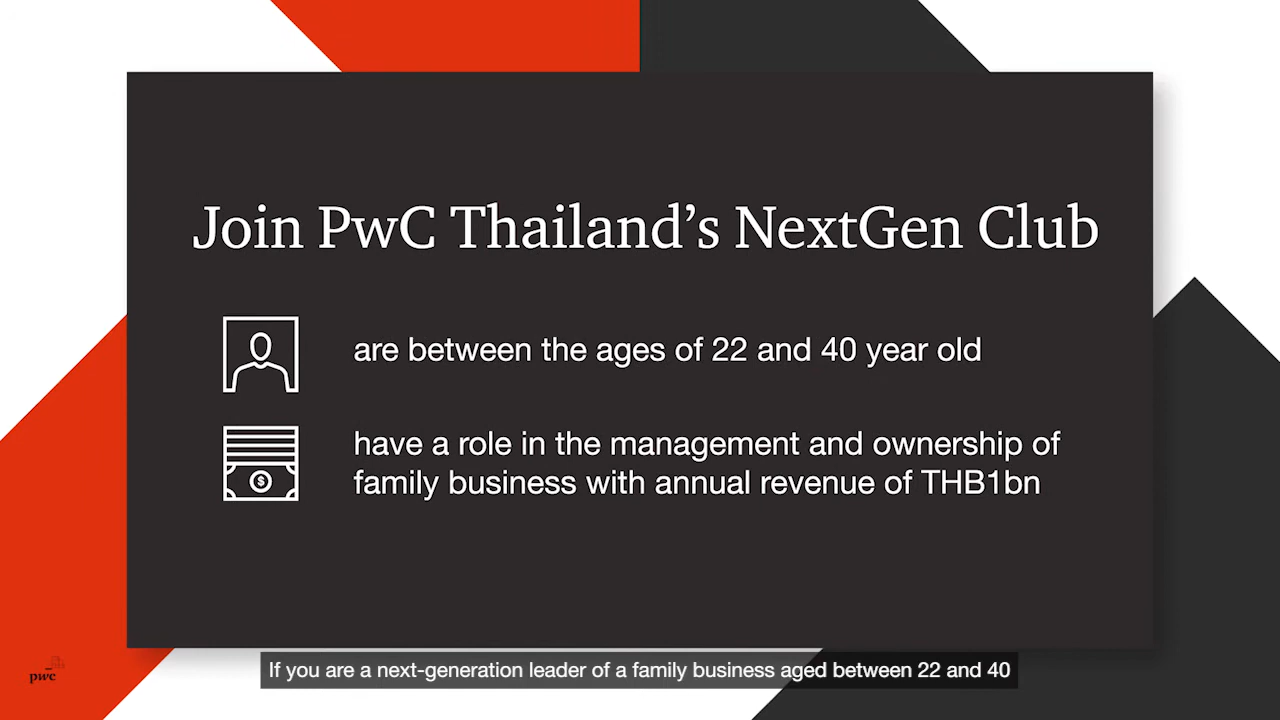 Join PwC Thailand's NextGen Club
are between the ages of 22 and 40 year old
have a role in the management and ownership of
family business with annual revenue of THB1bn
If you are a next-generation leader of a family business aged between 22 and 40
pwc